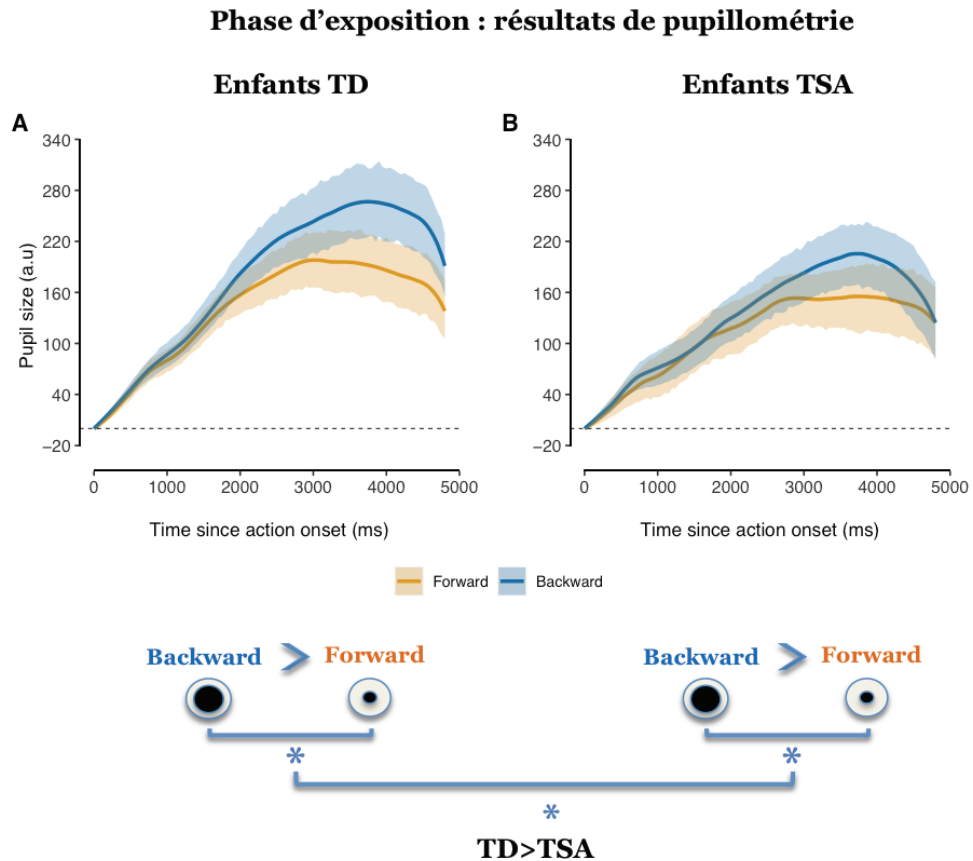 Phase d'exposition : résultats de pupillométrie
Enfants TD
Enfants TSA
A
B
340
280
220
160
100
40
−20
Pupil size (a.u)
0 1000 2000 3000 4000 5000
Time since action onset (ms)
340
280
220
160
100
40
−20
0 1000 2000 3000 4000 5000
Time since action onset (ms)
Forward Backward
Backward > Forward
Backward > Forward
* *
*
TD>TSA